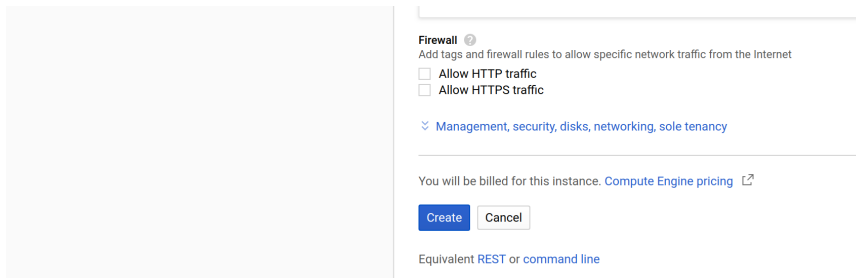 Firewall
Add tags and firewall rules to allow specific network traffic from the Internet
Allow HTTP traffic
Allow HTTPS traffic
Management, security, disks, networking, sole tenancy
You will be billed for this instance. Compute Engine pricing
Create Cancel
Equivalent REST or command line